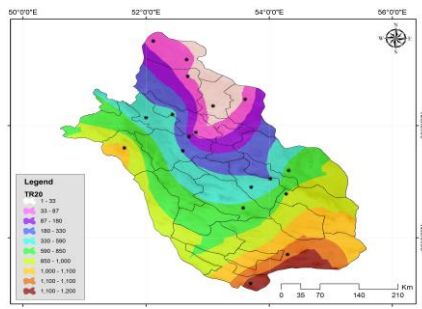 50°0'0"E 52°0'0"E 54°0'0"E 56°0'0"E
N
W E
S
Legend
TR20
1 - 33
33 - 87
87 - 180
180 - 330
330 - 590
590 - 850
850 - 1,000
1,000 - 1,100
1,100 - 1,100
1,100 - 1,200
Km
0 35 70 140 210